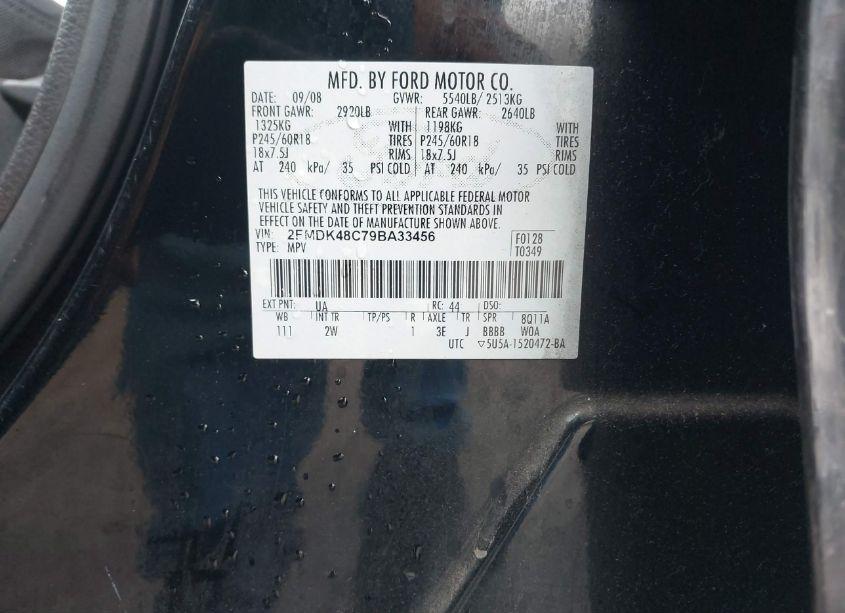 MFD. BY FORD MOTOR CO.
DATE: 09/08 GVWR: 5540LB/ 2513KG
FRONT GAWR: 2920LB REAR GAWR: 2640LB
1325KG WITH 1198KG WITH
P245/60R18 TIRES P245/60R18 TIRES
18x7.5J RIMS 18x7.5J RIMS
AT 240 kPa/ 35 PSI COLD AT 240 kPa/ 35 PSI COLD
THIS VEHICLE CONFORMS TO ALL APPLICABLE FEDERAL MOTOR
VEHICLE SAFETY AND THEFT PREVENTION STANDARDS IN
EFFECT ON THE DATE OF MANUFACTURE SHOWN ABOVE.
VIN: 2FMDK48C79BA33456 F0128
TYPE: MPV T0349
EXT PNT: UA RC: 44 DSO:
WB INT TR TP/PS R AXLE TR SPR 8Q11A
111 2W 1 3E J BBBB WOA
UTC ▽5U5A-1520472-BA